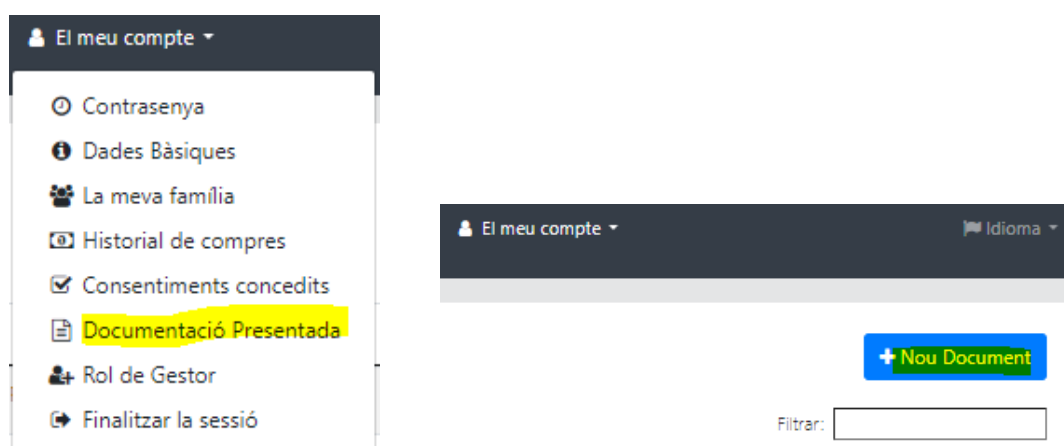 El meu compte
Contrasenya
Dades Bàsiques
La meva família
Historial de compres
Consentiments concedits
Documentació Presentada
Rol de Gestor
Finalitzar la sessió
El meu compte
Idioma
+ Nou Document
Filtrar: